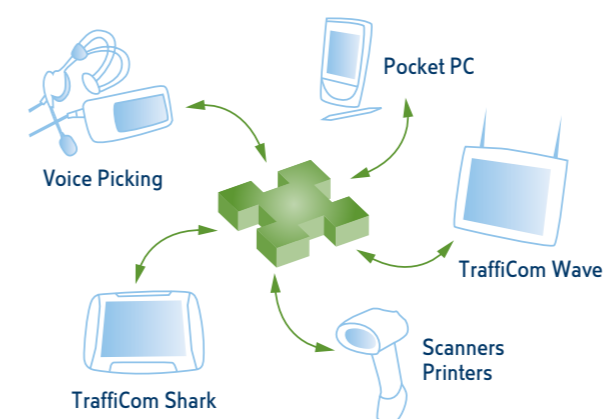 Pocket PC
Voice Picking
TraffiCom Wave
Scanners
Printers
TraffiCom Shark